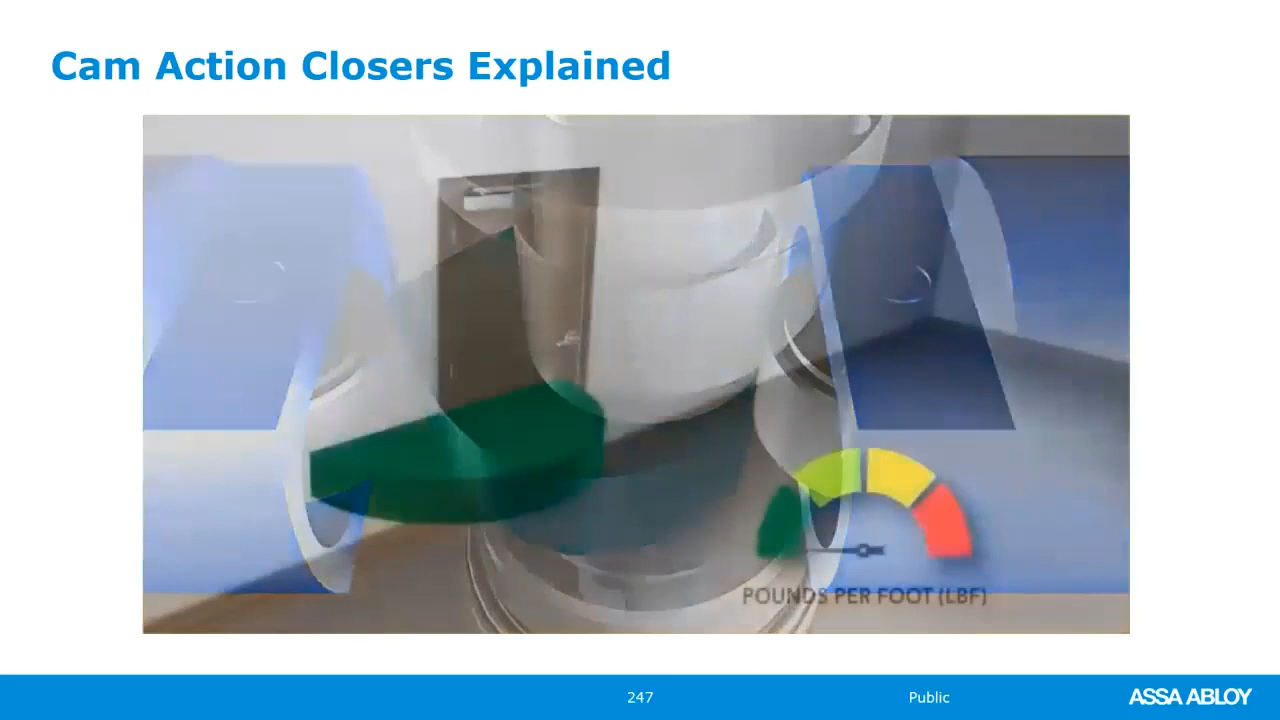 Cam Action Closers Explained
POUNDS PER FOOT (LBF)
247
Public
ASSA ABLOY